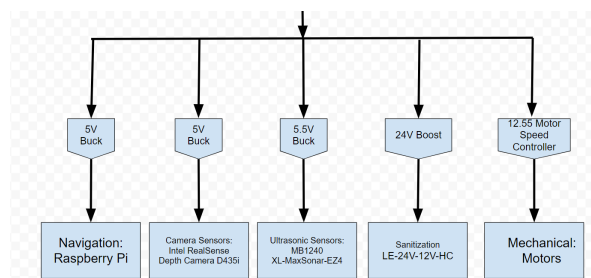 5V
Buck
5V
Buck
5.5V
Buck
24V Boost
12.55 Motor
Speed
Controller
Navigation:
Raspberry Pi
Camera Sensors:
Intel RealSense
Depth Camera D435i
Ultrasonic Sensors:
MB1240
XL-MaxSonar-EZ4
Sanitization
LE-24V-12V-HC
Mechanical:
Motors